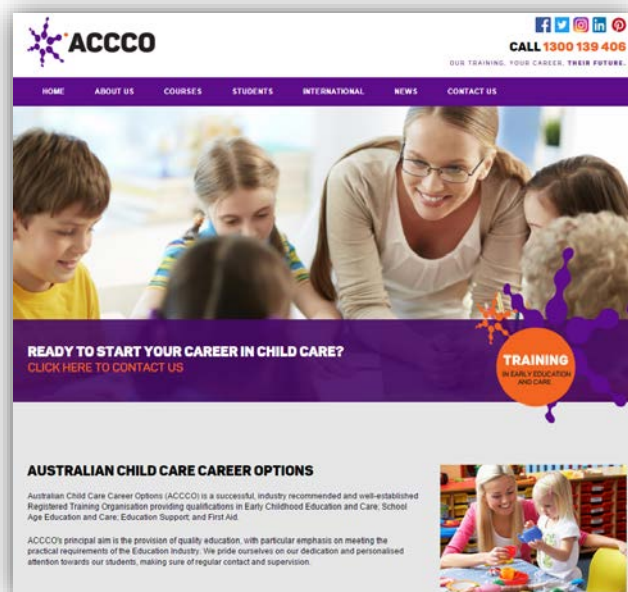 ACCCO
CALL 1300 139 406
OUR TRAINING. YOUR CAREER. THEIR FUTURE.
HOME ABOUT US COURSES STUDENTS INTERNATIONAL NEWS CONTACT US
READY TO START YOUR CAREER IN CHILD CARE?
CLICK HERE TO CONTACT US
TRAINING
IN EARLY EDUCATION
AND CARE
AUSTRALIAN CHILD CARE CAREER OPTIONS
Australian Child Care Career Options (ACCCO) is a successful, industry recommended and well-established
Registered Training Organisation providing qualifications in Early Childhood Education and Care; School
Age Education and Care; Education Support; and First Aid.
ACCCO's principal aim is the provision of quality education, with particular emphasis on meeting the
practical requirements of the Education Industry. We pride ourselves on our dedication and personalised
attention towards our students, making sure of regular contact and supervision.